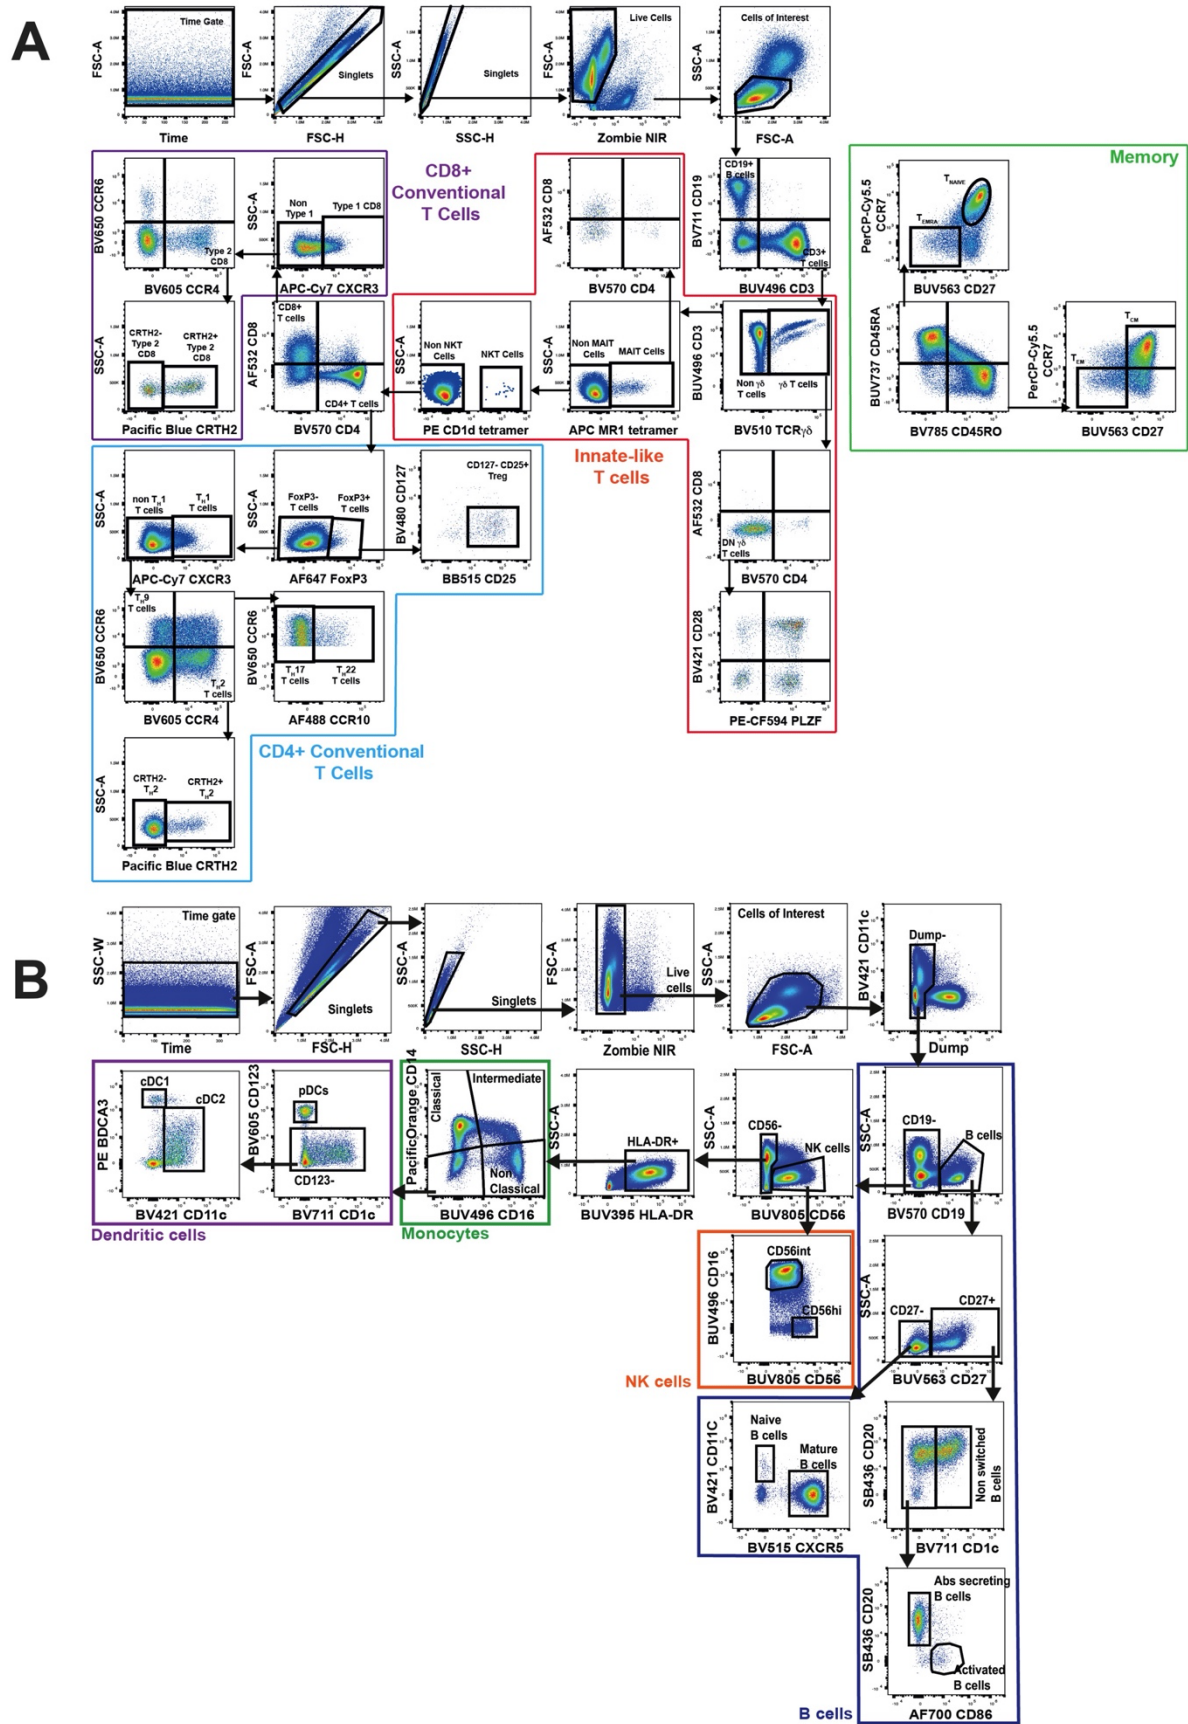 A
Time Gate
FSC-A
Time
FSC-A
Singlets
FSC-H
SSC-A
Singlets
SSC-H
Live Cells
FSC-A
Zombie NIR
Cells of Interest
SSC-A
FSC-A
BV650 CCR6
Type 2
CD8
BV605 CCR4
SSC-A
Non
Type 1
Type 1 CD8
APC-Cy7 CXCR3
CD8+
Conventional
T Cells
AF532 CD8
BV570 CD4
CD19+
B cells
BV711 CD19
CD3+
T cells
BUV496 CD3
Memory
PerCP-Cy5.5
CCR7
TNAIVE
TEMRA
BUV563 CD27
SSC-A
CRTH2-
Type 2
CD8
CRTH2+
Type 2
CD8
Pacific Blue CRTH2
AF532 CD8
CD8+
T cells
CD4+ T cells
BV570 CD4
SSC-A
Non NKT
Cells
NKT Cells
PE CD1d tetramer
SSC-A
Non MAIT
Cells
MAIT Cells
APC MR1 tetramer
BUV496 CD3
Non γδ
T cells
γδ T cells
BV510 TCRγδ
BUV737 CD45RA
BV785 CD45RO
PerCP-Cy5.5
CCR7
TCM
TEM
BUV563 CD27
SSC-A
non TH1
T cells
TH1
T cells
APC-Cy7 CXCR3
SSC-A
FoxP3-
T cells
FoxP3+
T cells
AF647 FoxP3
BV480 CD127
CD127- CD25+
Treg
BB515 CD25
Innate-like
T cells
AF532 CD8
DN γδ
T cells
BV570 CD4
BV650 CCR6
TH9
T cells
TH2
T cells
BV605 CCR4
BV650 CCR6
TH17
T cells
TH22
T cells
AF488 CCR10
BV421 CD28
PE-CF594 PLZF
CD4+ Conventional
T Cells
SSC-A
CRTH2-
TH2
CRTH2+
TH2
Pacific Blue CRTH2
B
SSC-W
Time gate
Time
FSC-A
Singlets
FSC-H
SSC-A
Singlets
SSC-H
FSC-A
Live
cells
Zombie NIR
SSC-A
Cells of Interest
FSC-A
BV421 CD11c
Dump-
Dump
PE BDCA3
cDC1
cDC2
BV421 CD11c
BV605 CD123
pDCs
CD123-
BV711 CD1c
Dendritic cells
PacificOrange CD14
Classical
Intermediate
Non
Classical
BUV496 CD16
Monocytes
SSC-A
HLA-DR+
BUV395 HLA-DR
SSC-A
CD56-
NK cells
BUV805 CD56
SSC-A
CD19-
B cells
BV570 CD19
BUV496 CD16
CD56int
CD56hi
BUV805 CD56
NK cells
SSC-A
CD27-
CD27+
BUV563 CD27
BV421 CD11C
Naive
B cells
Mature
B cells
BV515 CXCR5
SB436 CD20
Non switched
B cells
BV711 CD1c
SB436 CD20
Abs secreting
B cells
Activated
B cells
AF700 CD86
B cells